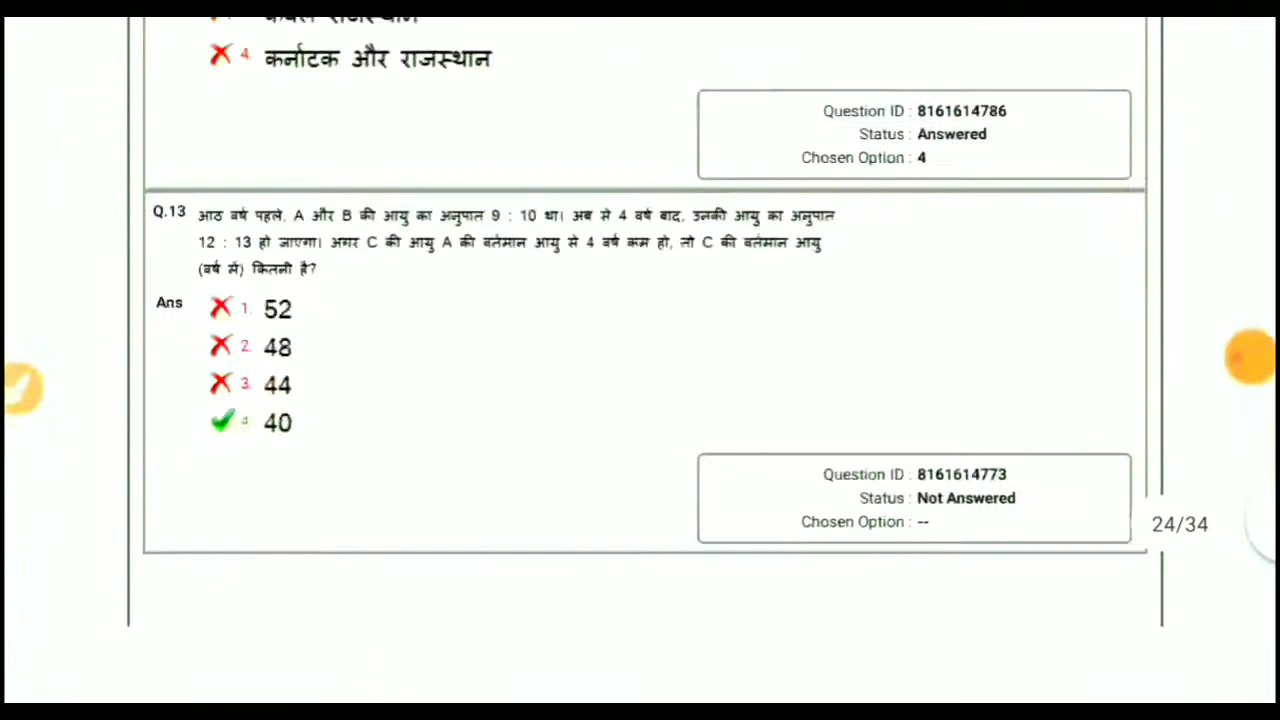 4. कर्नाटक और राजस्थान
Question ID : 8161614786
Status : Answered
Chosen Option : 4
Q.13 आठ वर्ष पहले, A और B की आयु का अनुपात 9 : 10 था। अब से 4 वर्ष बाद, उनकी आयु का अनुपात
12 : 13 हो जाएगा। अगर C की आयु A की वर्तमान आयु से 4 वर्ष कम हो, तो C की वर्तमान आयु
(वर्ष में) कितनी है?
Ans
1. 52
2. 48
3. 44
4. 40
Question ID : 8161614773
Status : Not Answered
Chosen Option : --
24/34